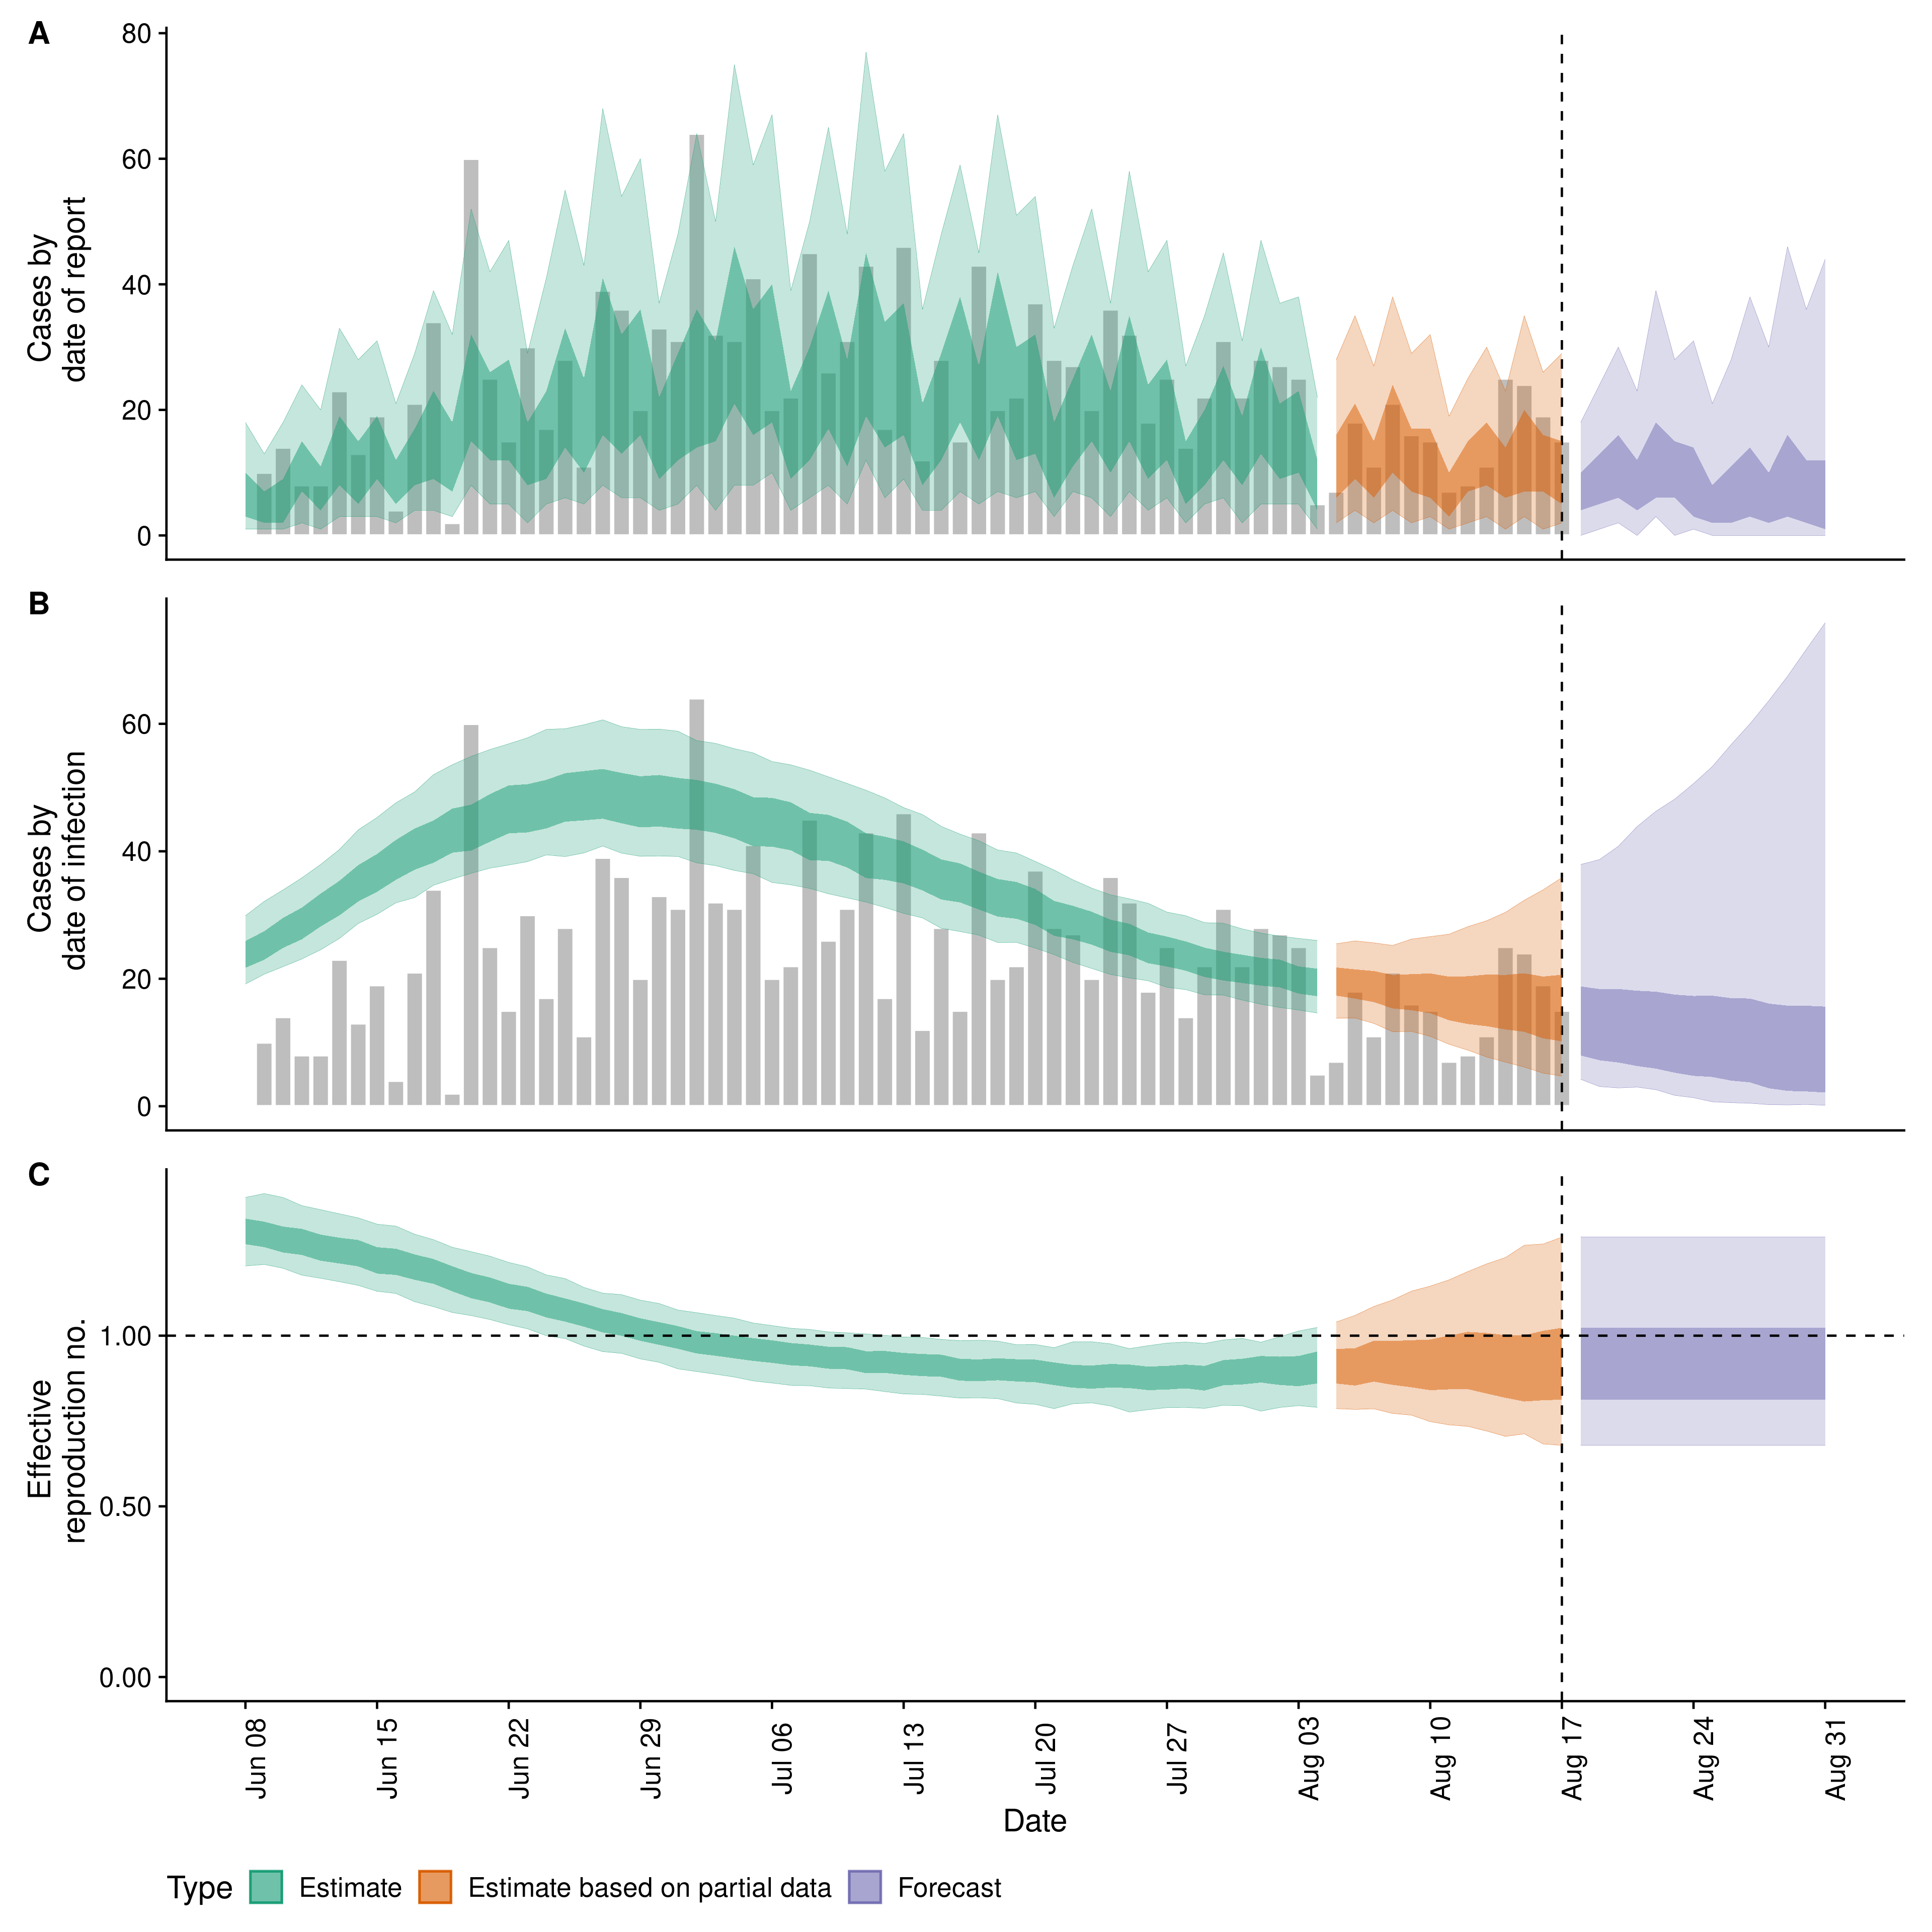 A
80
60
40
20
0
Cases by
date of report
B
60
40
20
0
Cases by
date of infection
C
1.00
0.50
0.00
Effective
reproduction no.
Jun 08
Jun 15
Jun 22
Jun 29
Jul 06
Jul 13
Jul 20
Jul 27
Aug 03
Aug 10
Aug 17
Aug 24
Aug 31
Date
Type Estimate Estimate based on partial data Forecast